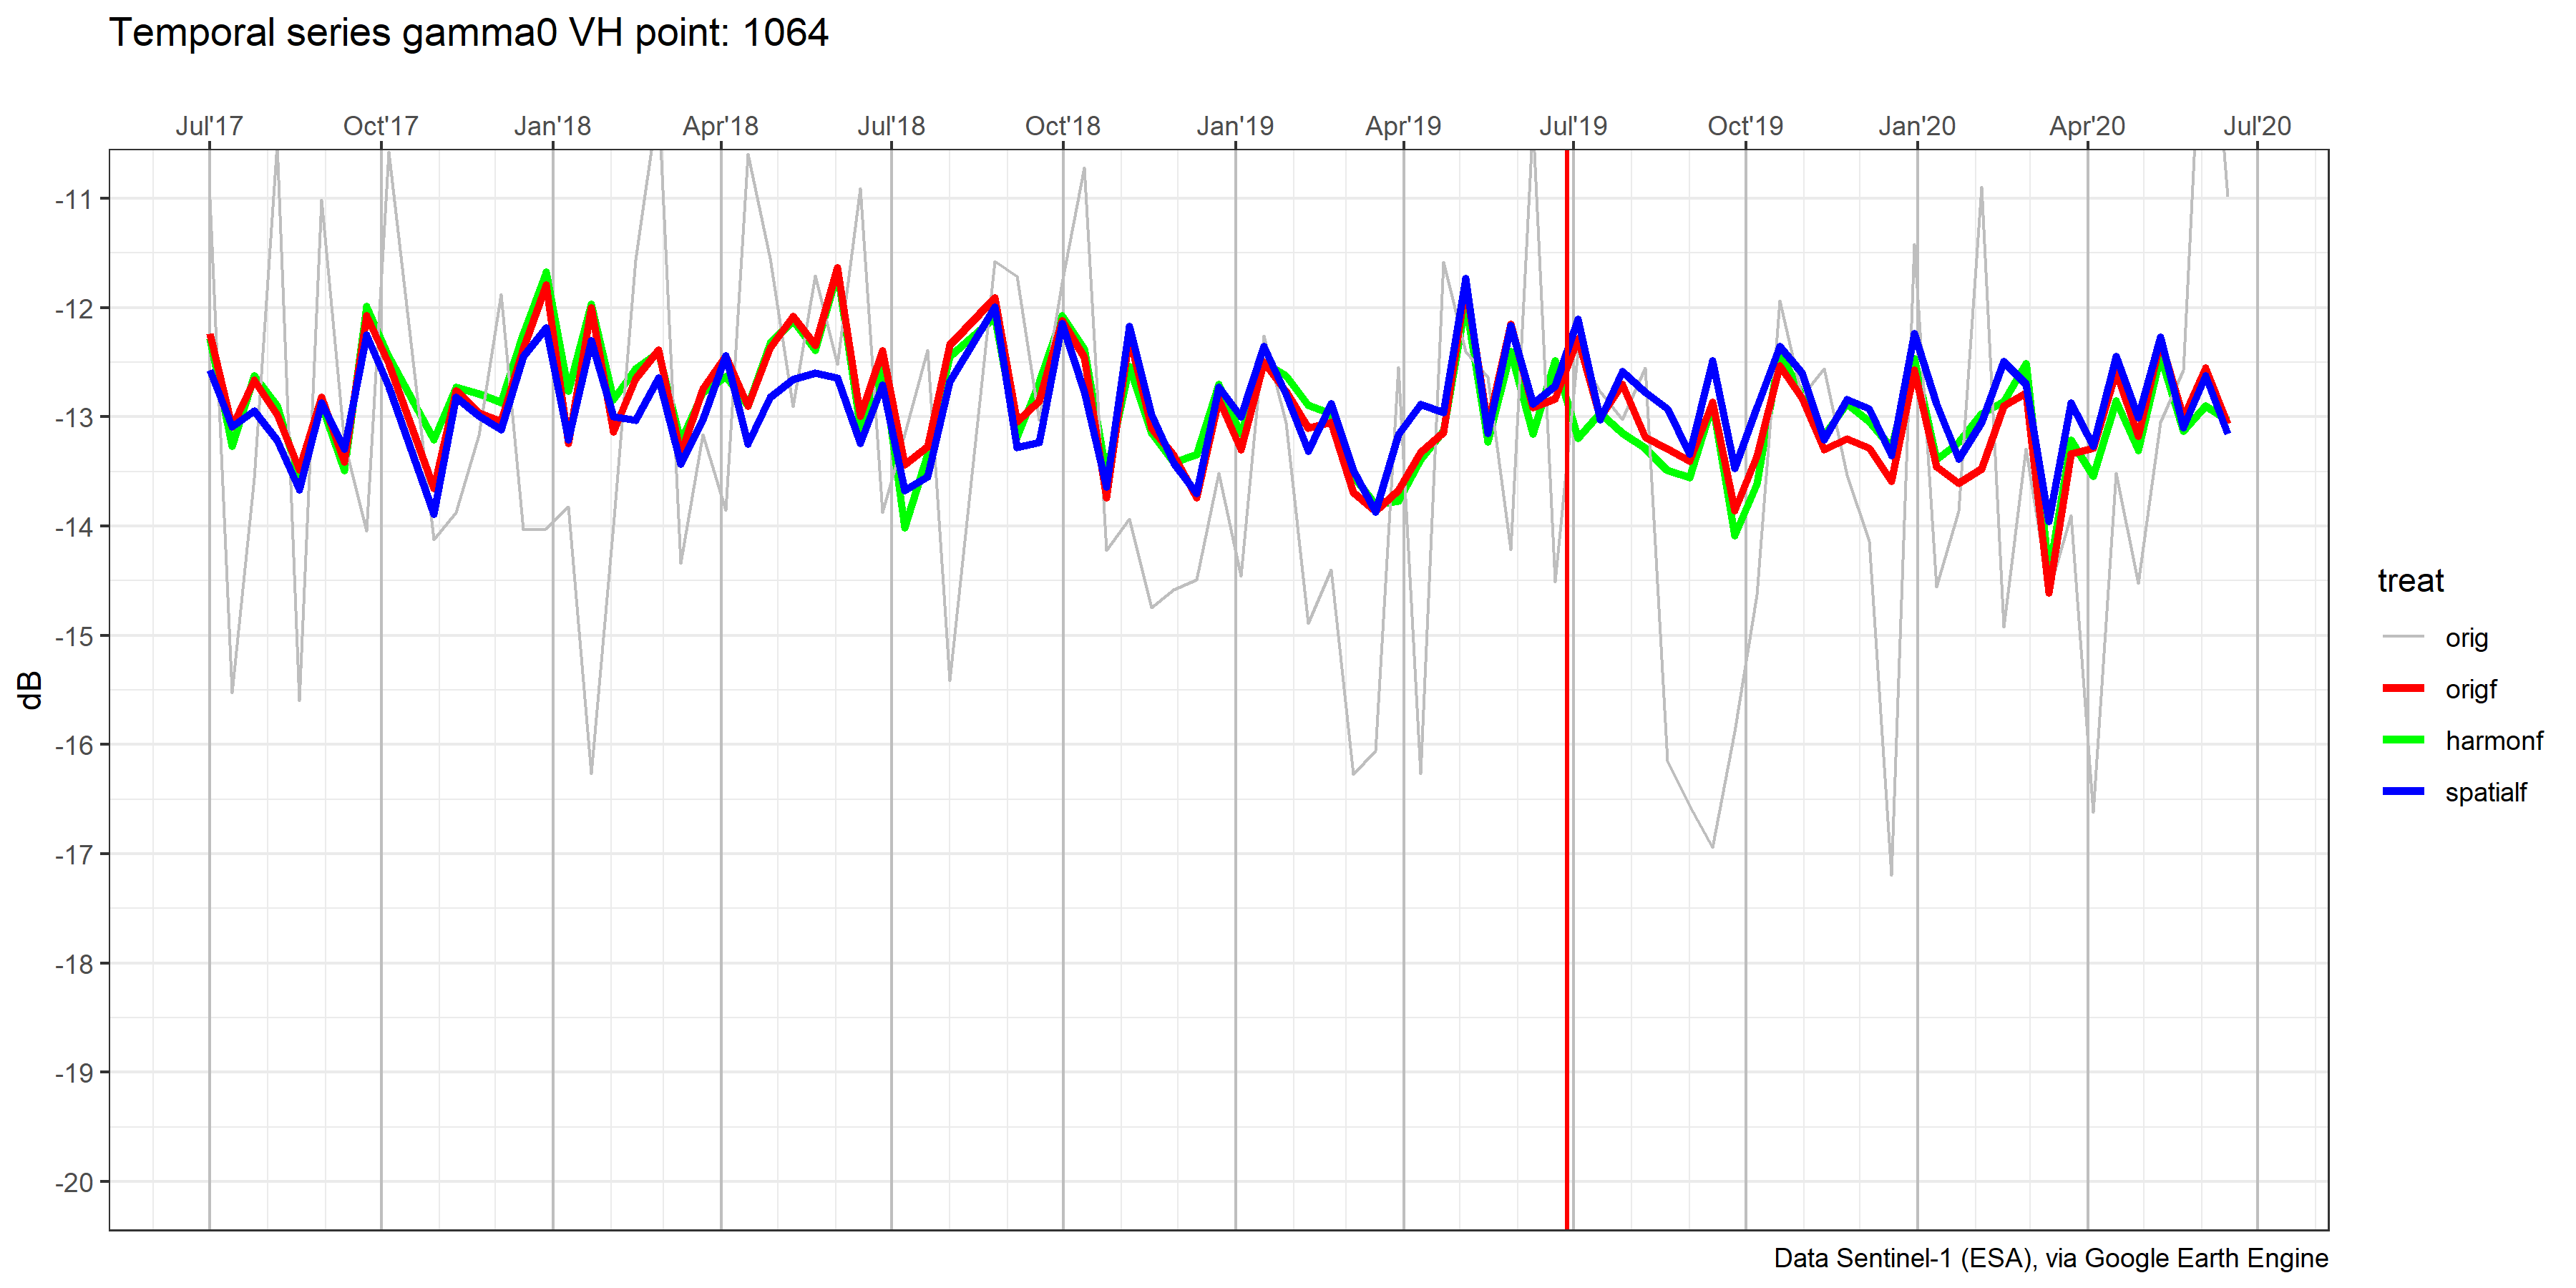 Temporal series gamma0 VH point: 1064
Jul'17 Oct'17 Jan'18 Apr'18 Jul'18 Oct'18 Jan'19 Apr'19 Jul'19 Oct'19 Jan'20 Apr'20 Jul'20
-11
-12
-13
-14
-15
-16
-17
-18
-19
-20
dB
treat
orig
origf
harmonf
spatialf
Data Sentinel-1 (ESA), via Google Earth Engine